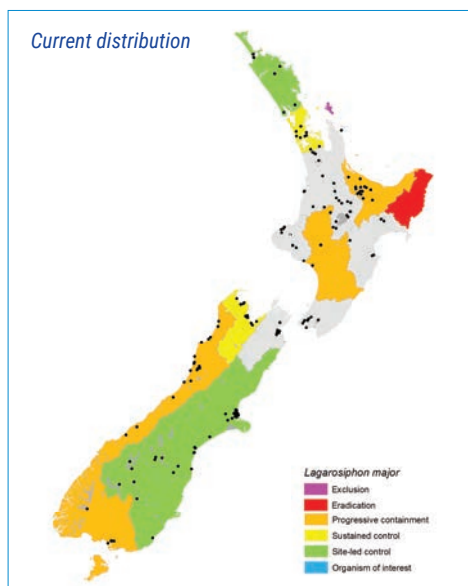 Current distribution
Lagarosiphon major
Exclusion
Eradication
Progressive containment
Sustained control
Site-led control
Organism of interest